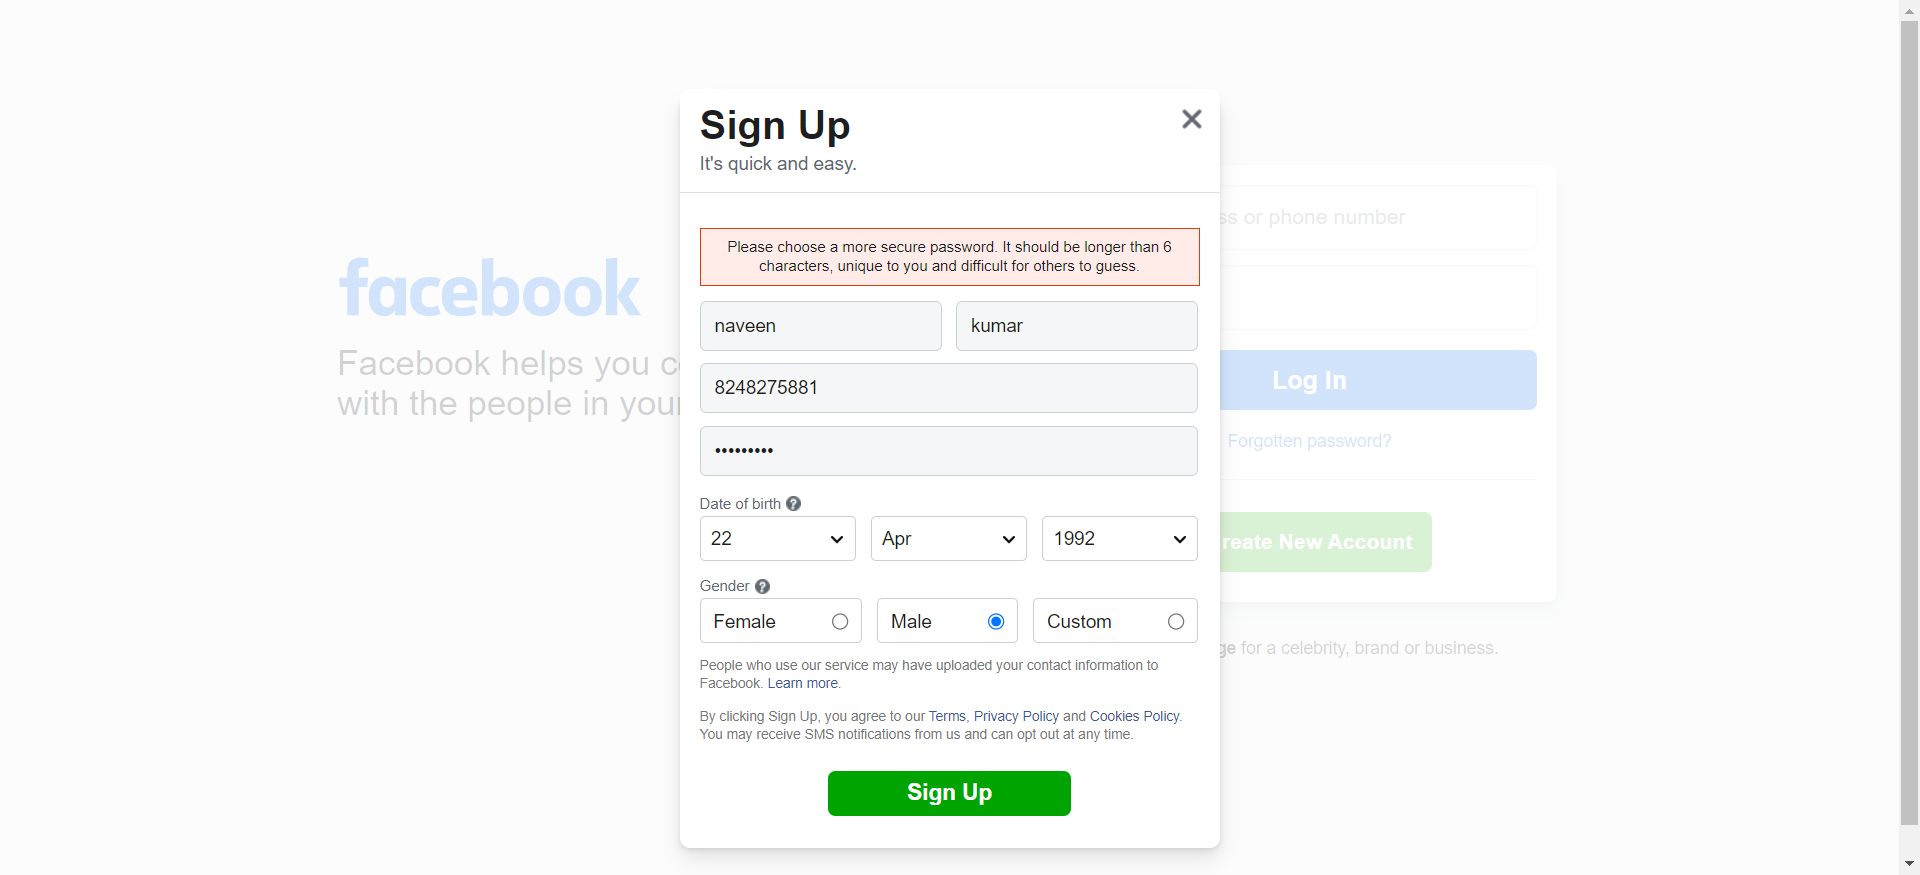 Sign Up
It's quick and easy.
Please choose a more secure password. It should be longer than 6
characters, unique to you and difficult for others to guess.
naveen kumar
8248275881
•••••••••
Date of birth
22 Apr 1992
Gender
Female Male Custom
People who use our service may have uploaded your contact information to
Facebook. Learn more.
By clicking Sign Up, you agree to our Terms, Privacy Policy and Cookies Policy.
You may receive SMS notifications from us and can opt out at any time.
Sign Up
facebook
Facebook helps you
with the people in
or phone number
Log In
Forgotten password?
New Account
for a celebrity, brand or business.